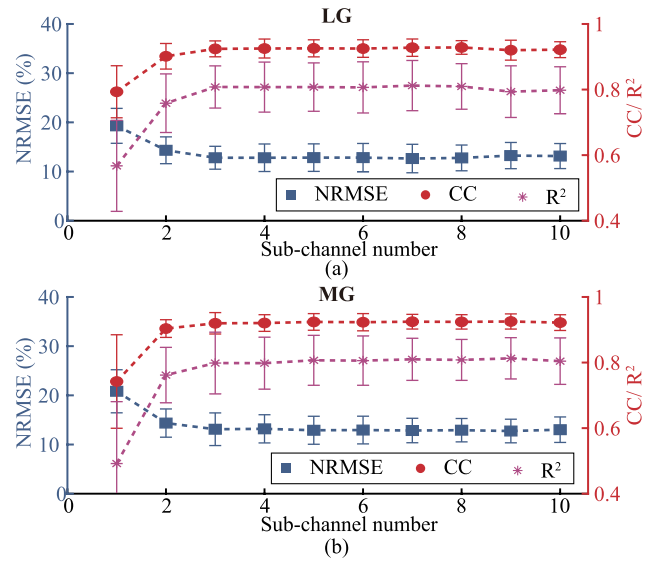 LG
40
30
20
10
0
NRMSE (%)
1
0.8
0.6
0.4
CC/ R²
NRMSE CC R²
0 2 4 6 8 10
Sub-channel number
(a)
MG
40
30
20
10
0
NRMSE (%)
1
0.8
0.6
0.4
CC/ R²
NRMSE CC R²
0 2 4 6 8 10
Sub-channel number
(b)